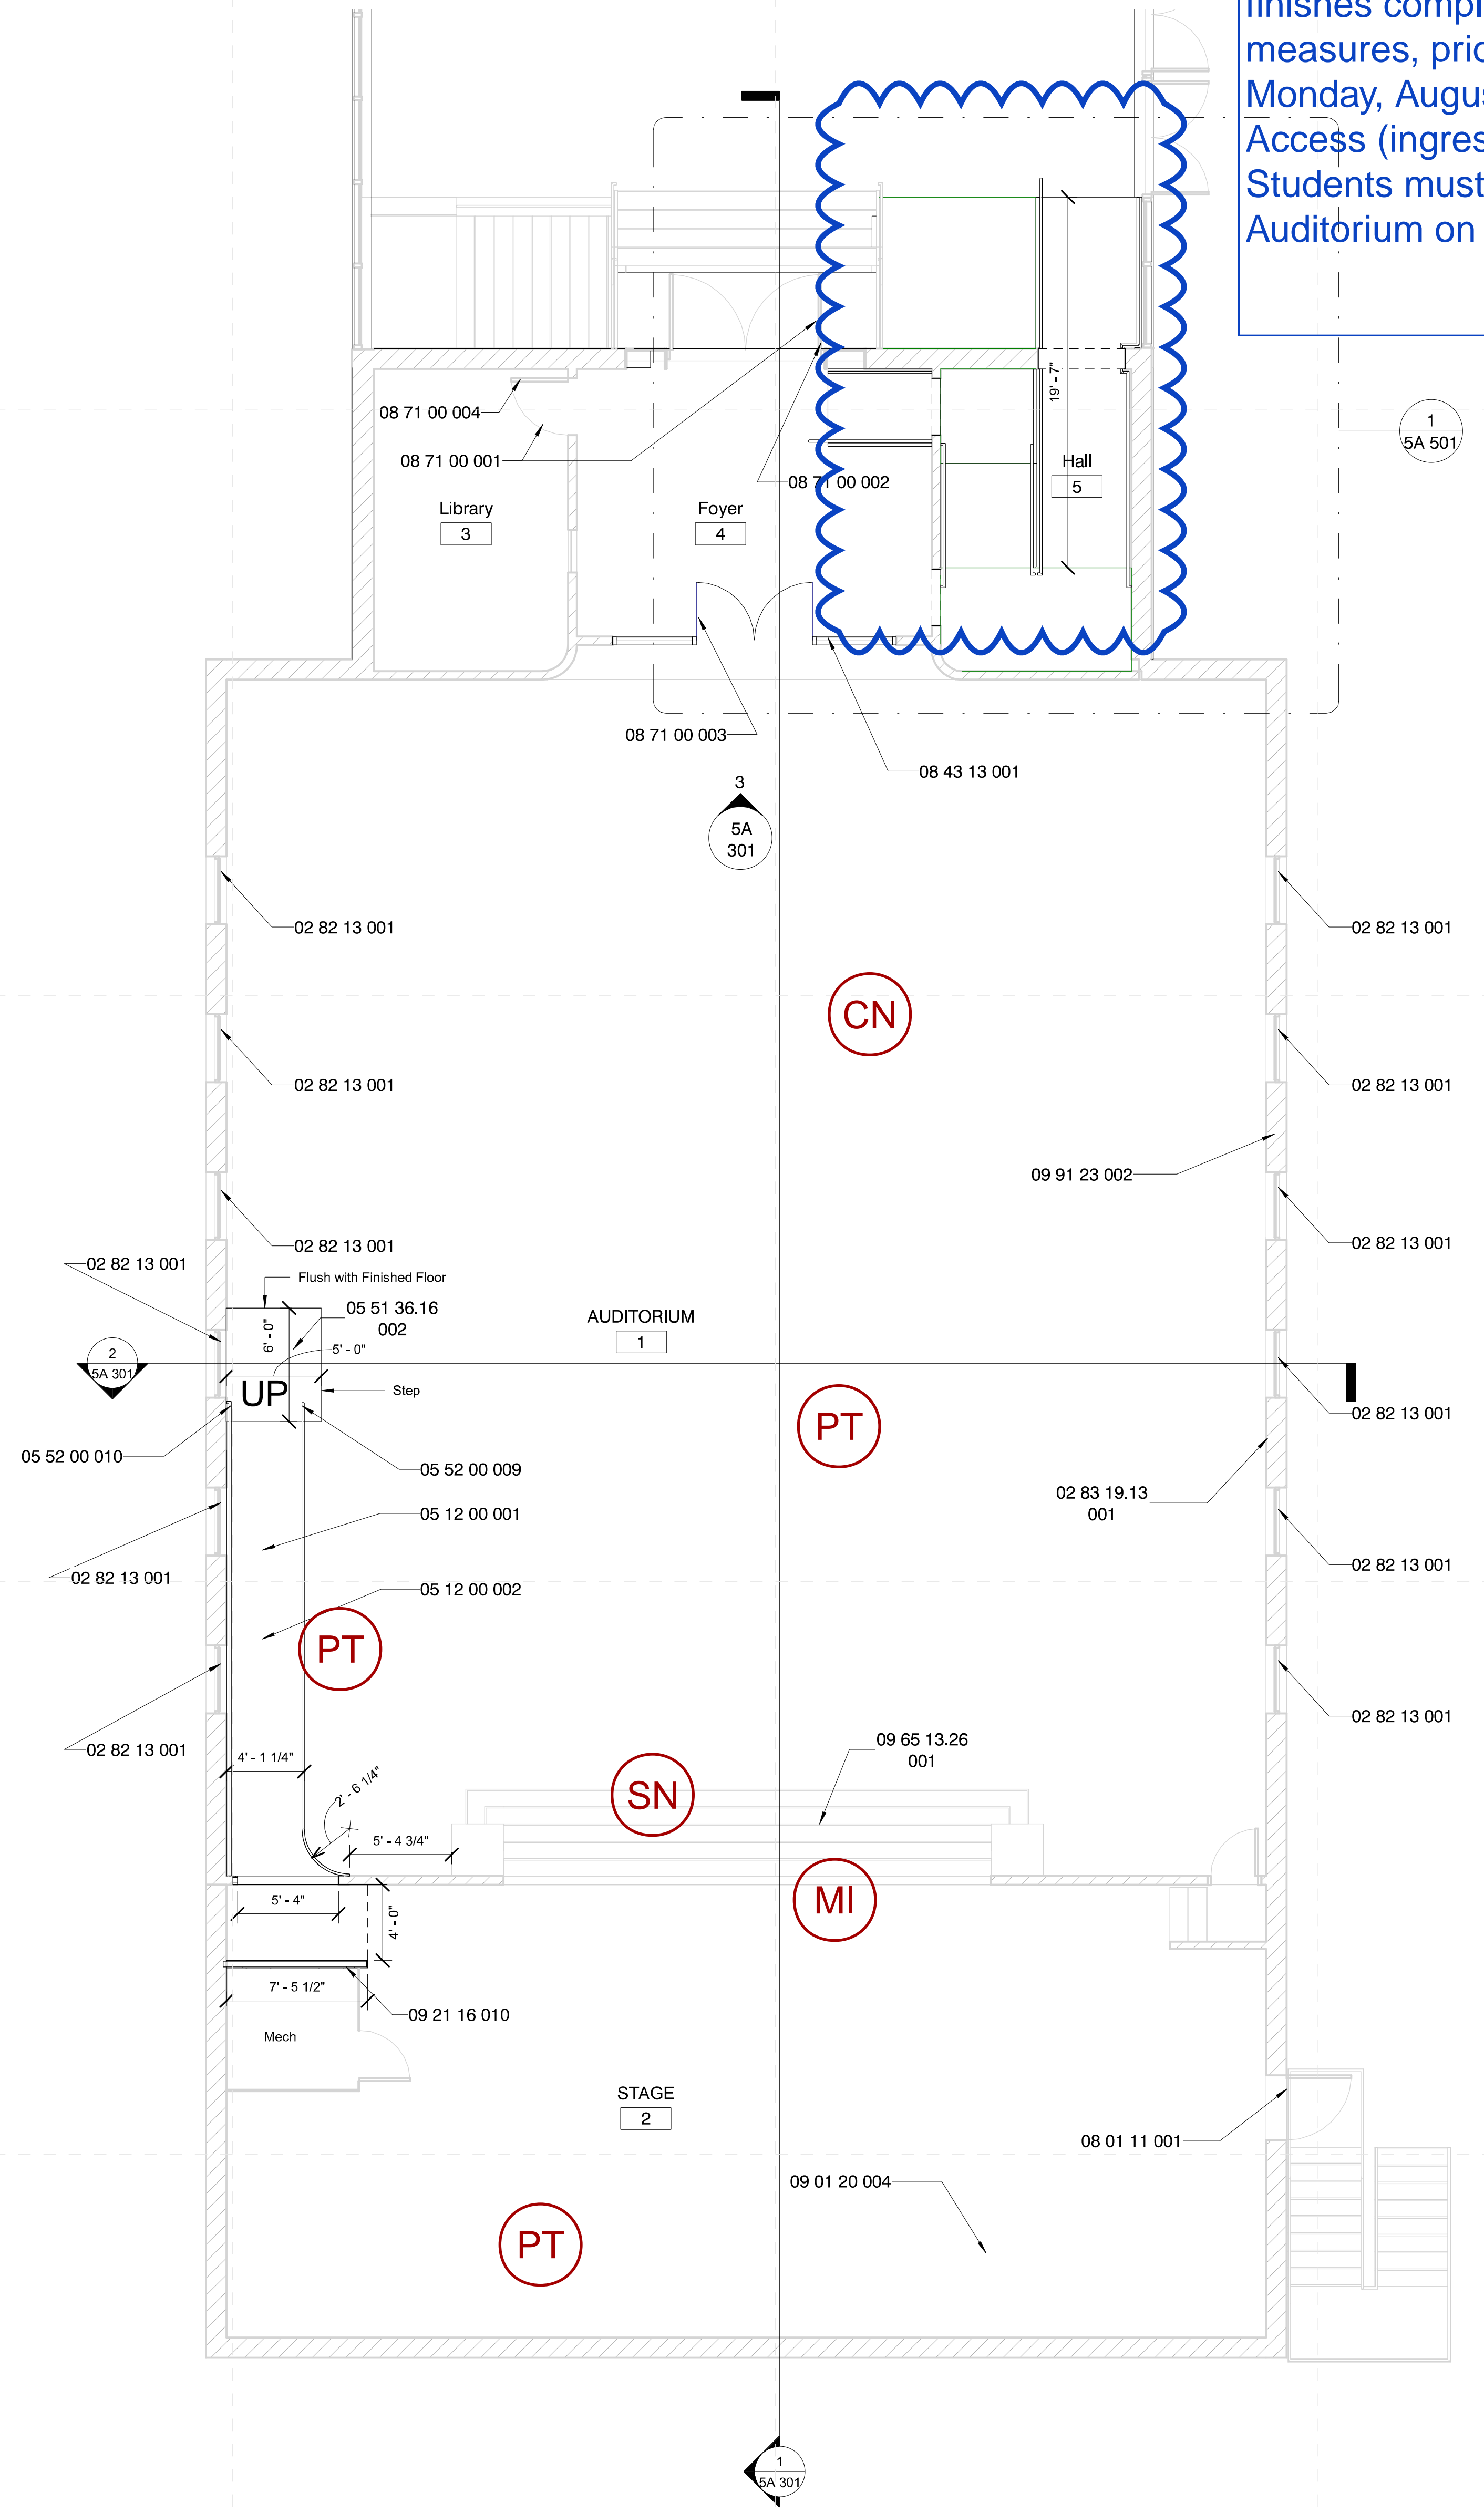 finishes compl
measures, prio
Monday, Augus
Access (ingres
Students must
Auditorium on
19' - 7"
1
5A 501
08 71 00 004
08 71 00 001
08 71 00 002
Hall
5
Library
3
Foyer
4
08 71 00 003
08 43 13 001
3
5A
301
02 82 13 001
02 82 13 001
CN
02 82 13 001
02 82 13 001
09 91 23 002
02 82 13 001
02 82 13 001
02 82 13 001
Flush with Finished Floor
05 51 36.16
002
6' - 0"
5' - 0"
AUDITORIUM
1
2
5A 301
UP
Step
02 82 13 001
PT
05 52 00 010
05 52 00 009
05 12 00 001
02 83 19.13
001
02 82 13 001
02 82 13 001
05 12 00 002
PT
02 82 13 001
02 82 13 001
4' - 1 1/4"
2' - 6 1/4"
09 65 13.26
001
SN
5' - 4 3/4"
5' - 4"
4' - 0"
MI
7' - 5 1/2"
09 21 16 010
Mech
STAGE
2
08 01 11 001
09 01 20 004
PT
1
5A 301